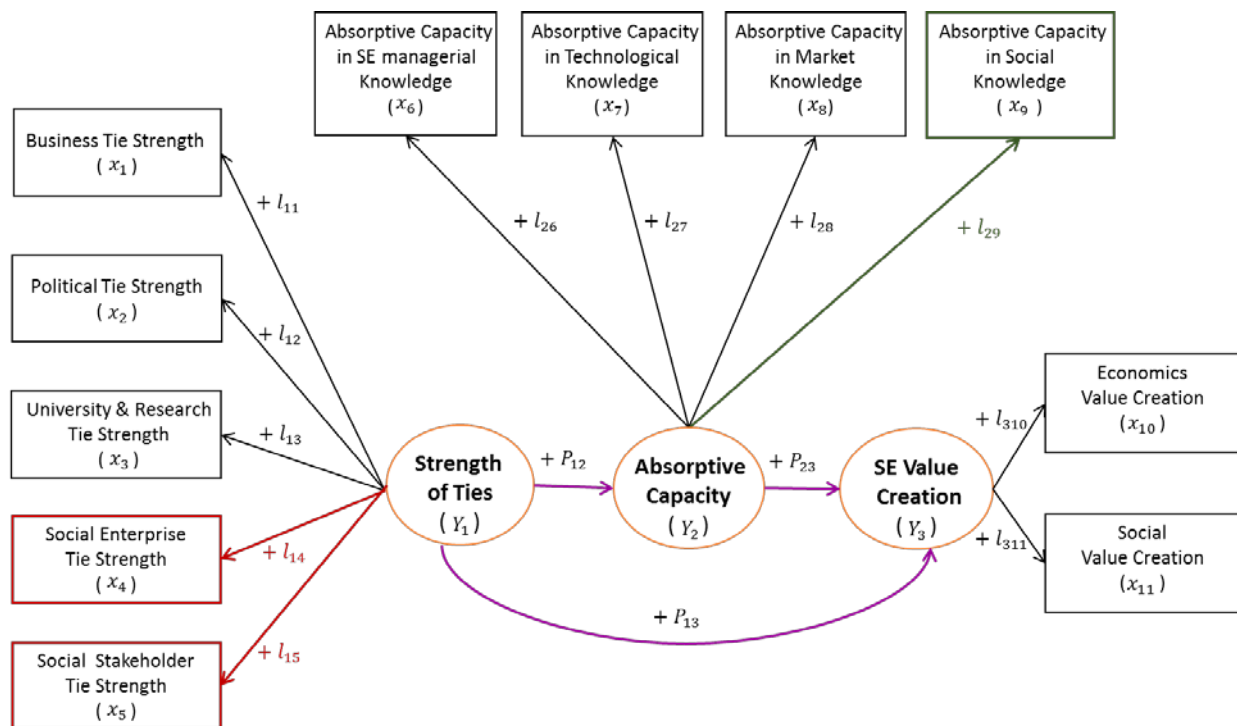 Absorptive Capacity
in SE managerial
Knowledge
( x₆ )
Absorptive Capacity
in Technological
Knowledge
( x₇ )
Absorptive Capacity
in Market
Knowledge
( x₈ )
Absorptive Capacity
in Social
Knowledge
( x₉ )
Business Tie Strength
( x₁ )
Political Tie Strength
( x₂ )
University & Research
Tie Strength
( x₃ )
Social Enterprise
Tie Strength
( x₄ )
Social Stakeholder
Tie Strength
( x₅ )
+ l₁₁
+ l₁₂
+ l₁₃
+ l₁₄
+ l₁₅
+ l₂₆
+ l₂₇
+ l₂₈
+ l₂₉
Strength
of Ties
( Y₁ )
+ P₁₂
Absorptive
Capacity
( Y₂ )
+ P₂₃
SE Value
Creation
( Y₃ )
+ P₁₃
+ l₃₁₀
+ l₃₁₁
Economics
Value Creation
( x₁₀ )
Social
Value Creation
(x₁₁ )